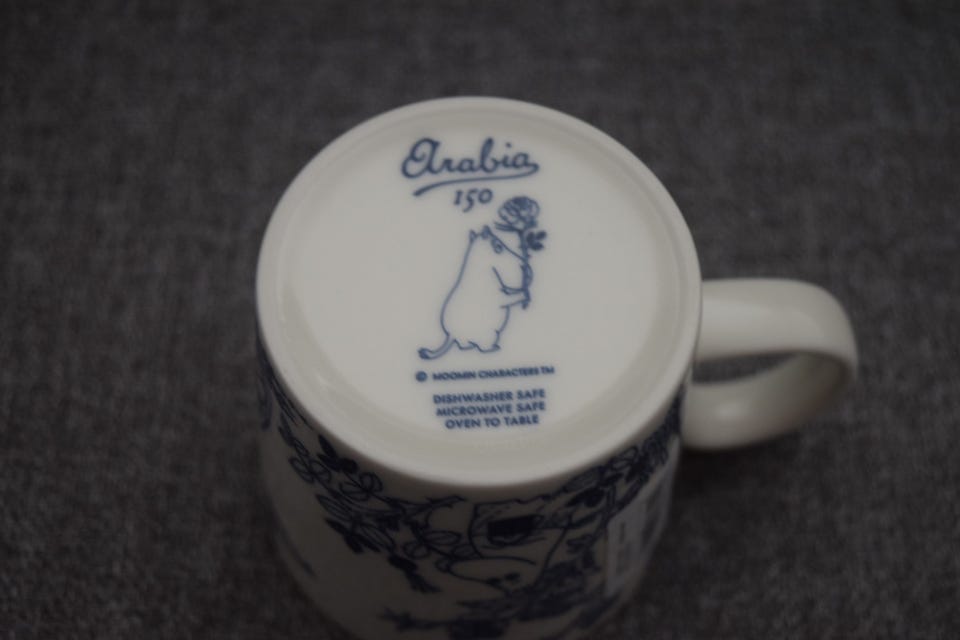 Arabia
150
© MOOMIN CHARACTERS TM
DISHWASHER SAFE
MICROWAVE SAFE
OVEN TO TABLE